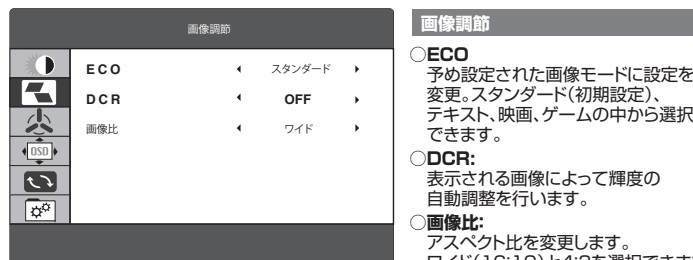 画像調節
ECO スタンダード
DCR OFF
画像比 ワイド
OSD
画像調節
○ECO
予め設定された画像モードに設定を
変更。スタンダード(初期設定)、
テキスト、映画、ゲームの中から選択
できます。
○DCR:
表示される画像によって輝度の
自動調整を行います。
○画像比:
アスペクト比を変更します。